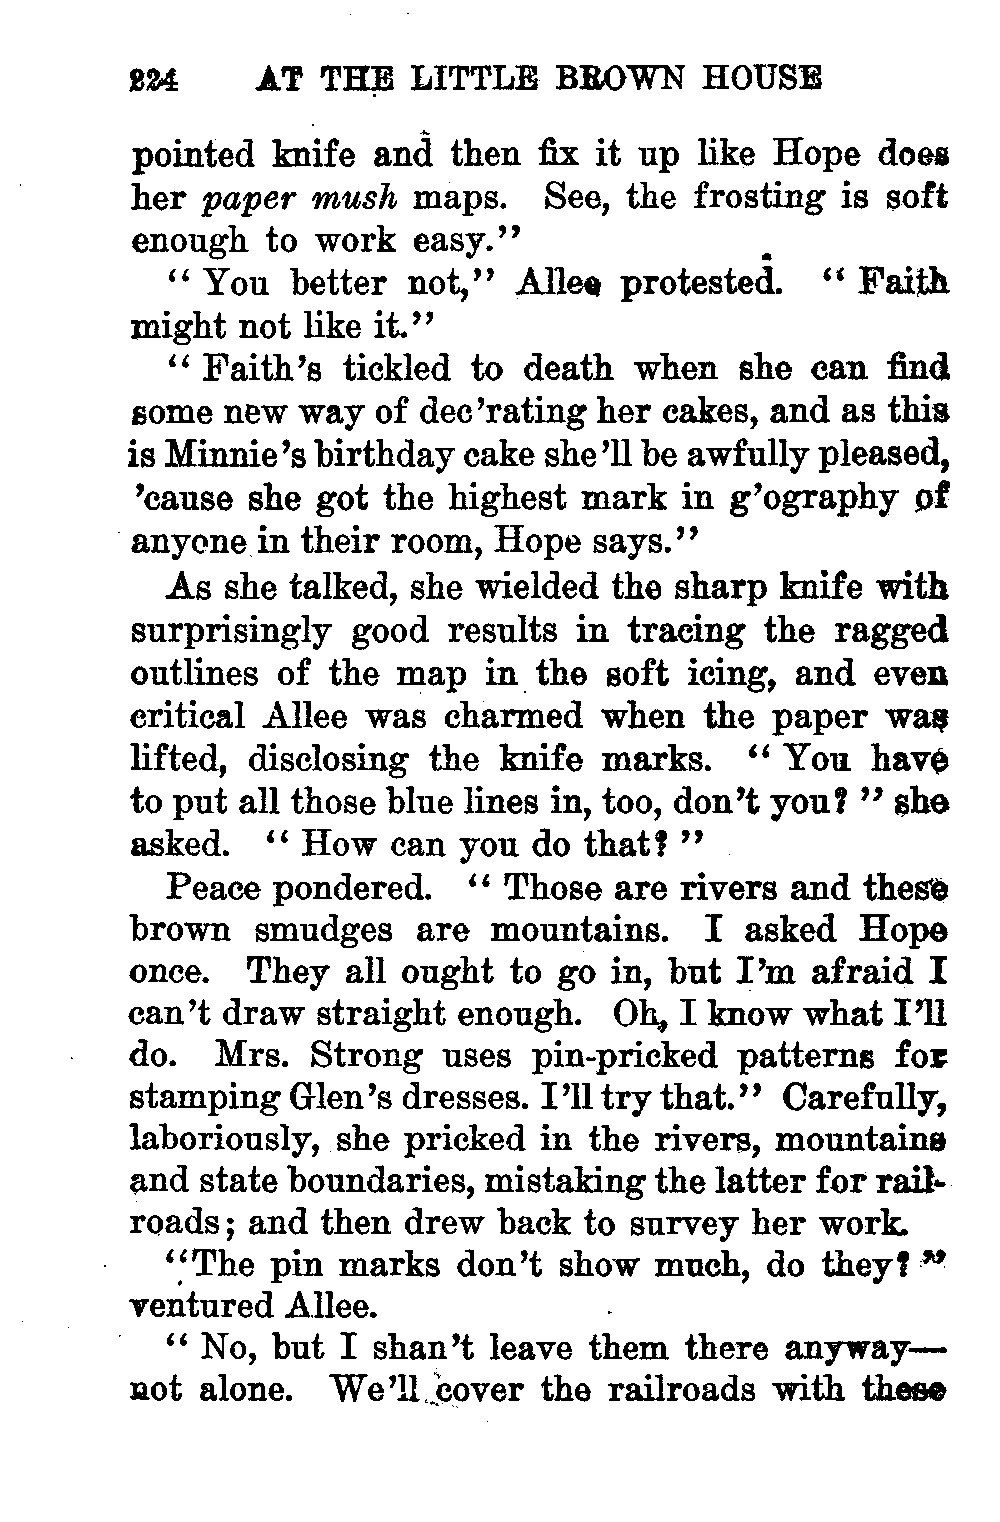 224 AT THE LITTLE BROWN HOUSE
pointed knife and then fix it up like Hope does
her paper mush maps. See, the frosting is soft
enough to work easy."
"You better not," Allee protested. "Faith
might not like it."
"Faith's tickled to death when she can find
some new way of dec'rating her cakes, and as this
is Minnie's birthday cake she'll be awfully pleased,
'cause she got the highest mark in g'ography of
anyone in their room, Hope says."
As she talked, she wielded the sharp knife with
surprisingly good results in tracing the ragged
outlines of the map in the soft icing, and even
critical Allee was charmed when the paper was
lifted, disclosing the knife marks. "You have
to put all those blue lines in, too, don't you?" she
asked. "How can you do that?"
Peace pondered. "Those are rivers and these
brown smudges are mountains. I asked Hope
once. They all ought to go in, but I'm afraid I
can't draw straight enough. Oh, I know what I'll
do. Mrs. Strong uses pin-pricked patterns for
stamping Glen's dresses. I'll try that." Carefully,
laboriously, she pricked in the rivers, mountains
and state boundaries, mistaking the latter for rail-
roads; and then drew back to survey her work.
"The pin marks don't show much, do they?"
ventured Allee.
"No, but I shan't leave them there anyway—
not alone. We'll cover the railroads with these